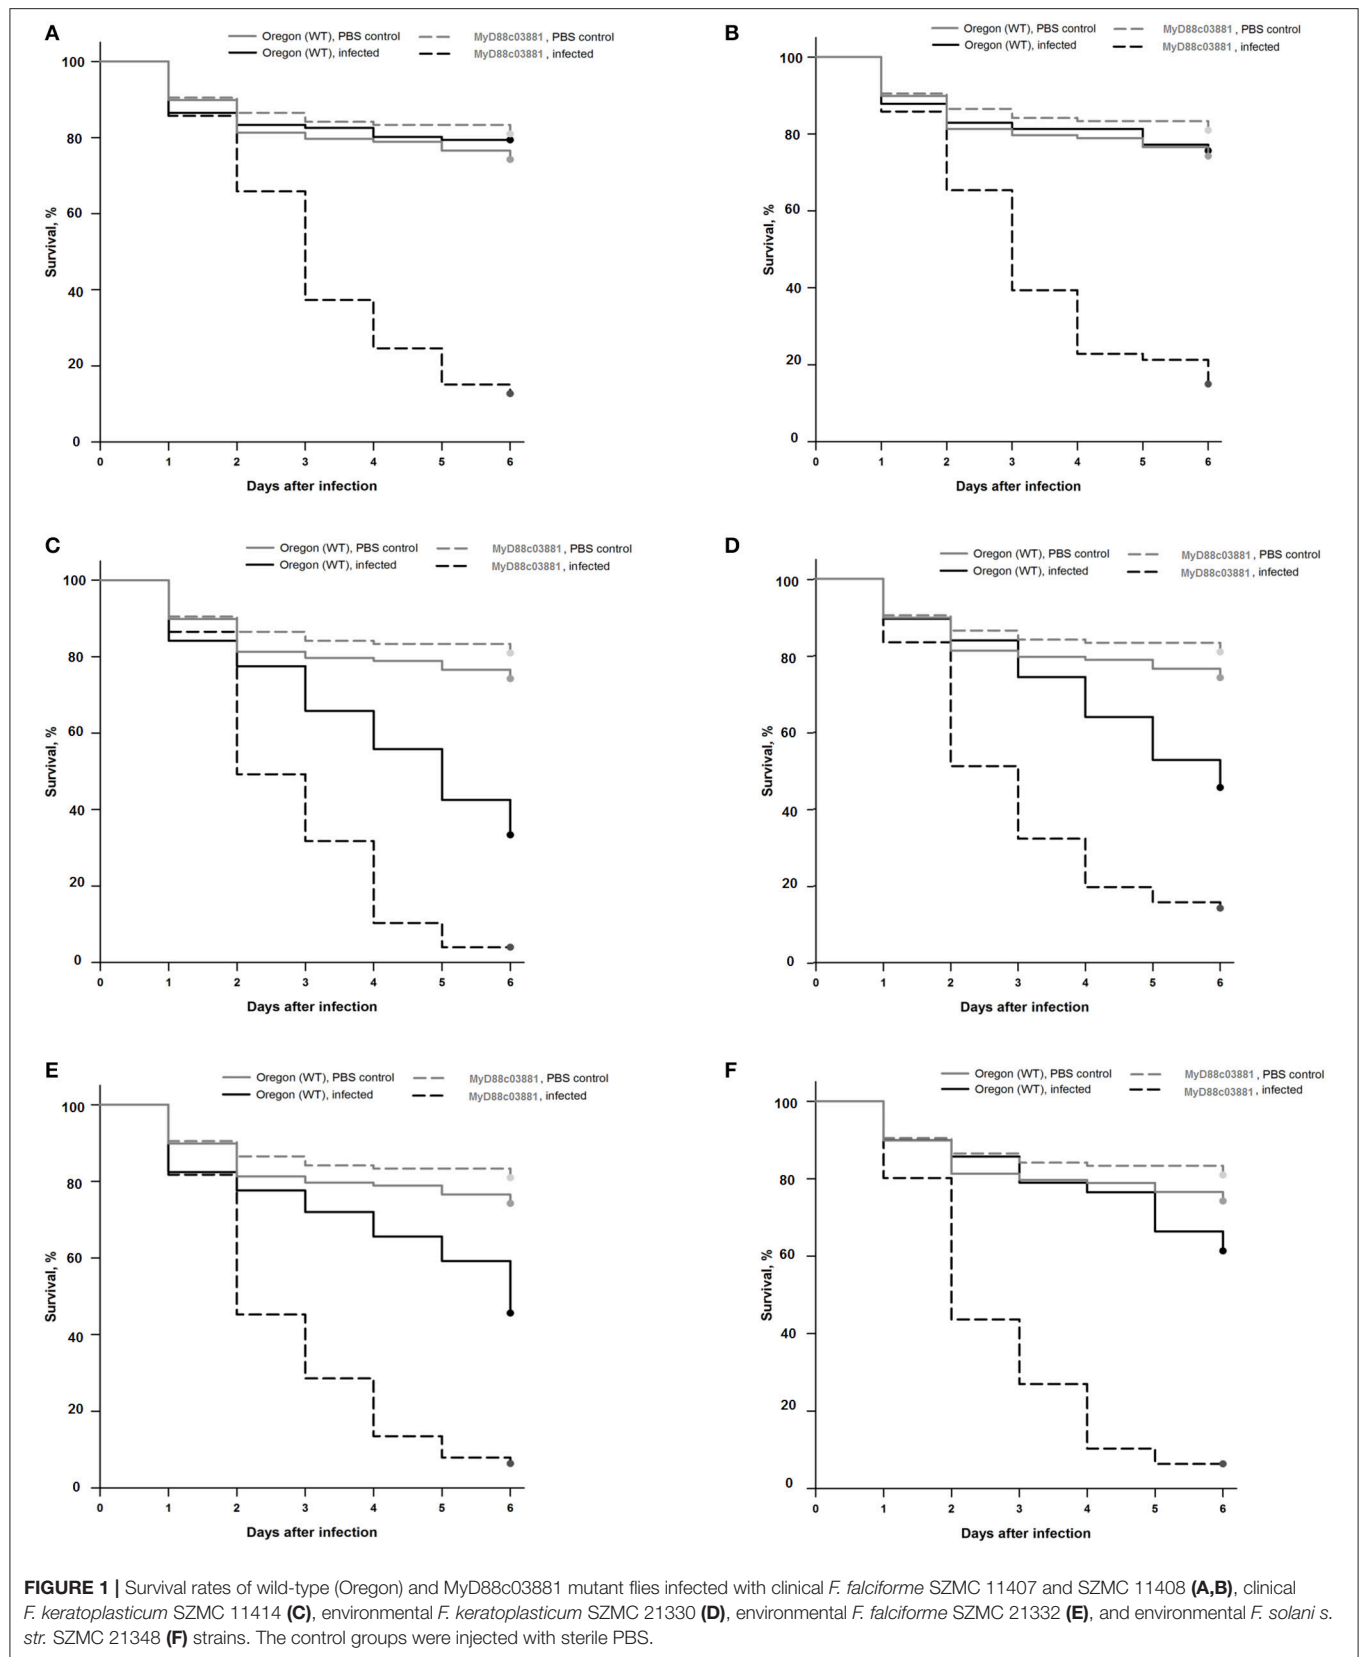 A
Oregon (WT), PBS control
MyD88c03881, PBS control
Oregon (WT), infected
MyD88c03881, infected
100
80
60
40
20
0
Survival, %
0 1 2 3 4 5 6
Days after infection
B
Oregon (WT), PBS control
MyD88c03881, PBS control
Oregon (WT), infected
MyD88c03881, infected
100
80
60
40
20
0
Survival, %
0 1 2 3 4 5 6
Days after infection
C
Oregon (WT), PBS control
MyD88c03881, PBS control
Oregon (WT), infected
MyD88c03881, infected
100
80
60
40
20
0
Survival, %
0 1 2 3 4 5 6
Days after infection
D
Oregon (WT), PBS control
MyD88c03881, PBS control
Oregon (WT), infected
MyD88c03881, infected
100
80
60
40
20
0
Survival, %
0 1 2 3 4 5 6
Days after infection
E
Oregon (WT), PBS control
MyD88c03881, PBS control
Oregon (WT), infected
MyD88c03881, infected
100
80
60
40
20
0
Survival, %
0 1 2 3 4 5 6
Days after infection
F
Oregon (WT), PBS control
MyD88c03881, PBS control
Oregon (WT), infected
MyD88c03881, infected
100
80
60
40
20
0
Survival, %
0 1 2 3 4 5 6
Days after infection
FIGURE 1 | Survival rates of wild-type (Oregon) and MyD88c03881 mutant flies infected with clinical F. falciforme SZMC 11407 and SZMC 11408 (A,B), clinical
F. keratoplasticum SZMC 11414 (C), environmental F. keratoplasticum SZMC 21330 (D), environmental F. falciforme SZMC 21332 (E), and environmental F. solani s.
str. SZMC 21348 (F) strains. The control groups were injected with sterile PBS.